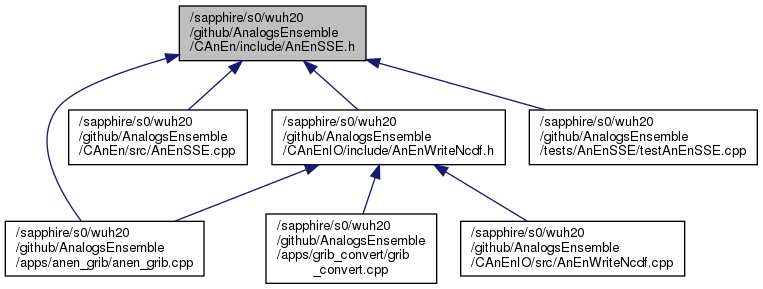 /sapphire/s0/wuh20
/github/AnalogsEnsemble
/CAnEn/include/AnEnSSE.h
/sapphire/s0/wuh20
/github/AnalogsEnsemble
/CAnEn/src/AnEnSSE.cpp
/sapphire/s0/wuh20
/github/AnalogsEnsemble
/CAnEnIO/include/AnEnWriteNcdf.h
/sapphire/s0/wuh20
/github/AnalogsEnsemble
/tests/AnEnSSE/testAnEnSSE.cpp
/sapphire/s0/wuh20
/github/AnalogsEnsemble
/apps/anen_grib/anen_grib.cpp
/sapphire/s0/wuh20
/github/AnalogsEnsemble
/apps/grib_convert/grib
_convert.cpp
/sapphire/s0/wuh20
/github/AnalogsEnsemble
/CAnEnIO/src/AnEnWriteNcdf.cpp